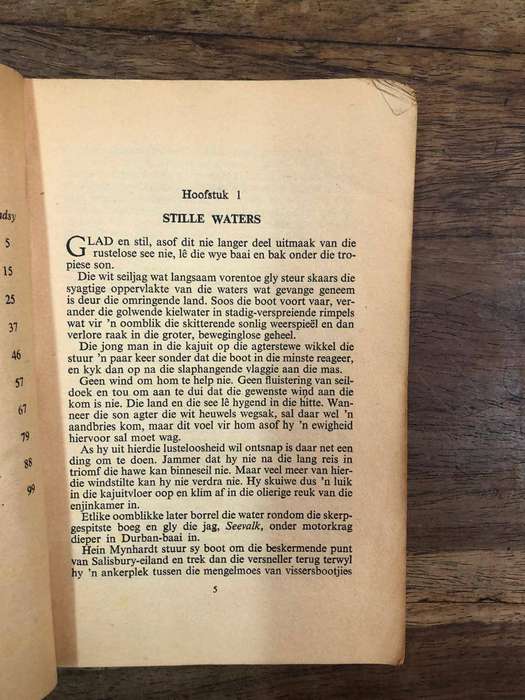 adsy
5
15
25
37
46
57
67
79
88
99
Hoofstuk 1
STILLE WATERS
GLAD en stil, asof dit nie langer deel uitmaak van die
rustelose see nie, lê die wye baai en bak onder die tro-
piese son.
Die wit seiljag wat langsaam vorentoe gly steur skaars die
syagtige oppervlakte van die waters wat gevange geneem
is deur die omringende land. Soos die boot voort vaar, ver-
ander die golwende kielwater in stadig-verspreiende rimpels
wat vir 'n oomblik die skitterende sonlig weerspieël en dan
verlore raak in die groter, beweginglose geheel.
Die jong man in die kajuit op die agterstewe wikkel die
stuur 'n paar keer sonder dat die boot in die minste reageer,
en kyk dan op na die slaphangende vlaggie aan die mas.
Geen wind om hom te help nie. Geen fluistering van seil-
doek en tou om aan te dui dat die gewenste wind aan die
kom is nie. Die land en die see lê hygend in die hitte. Wan-
neer die son agter die wit heuwels wegsak, sal daar wel 'n
aandbries kom, maar dit voel vir hom asof hy 'n ewigheid
hiervoor sal moet wag.
As hy uit hierdie lusteloosheid wil ontsnap is daar net een
ding om te doen. Jammer dat hy nie na die lang reis in
triomf die hawe kan binneseil nie. Maar veel meer van hier-
die windstilte kan hy nie verdra nie. Hy skuiwe dus 'n luik
in die kajuitvloer oop en klim af in die olierige reuk van die
enjinkamer in.
Etlike oomblikke later borrel die water rondom die skerp-
gespitste boeg en gly die jag, Seevalk, onder motorkrag
dieper in Durban-baai in.
Hein Mynhardt stuur sy boot om die beskermende punt
van Salisbury-eiland en trek dan die versneller terug terwyl
hy 'n ankerplek tussen die mengelmoes van vissersbootjies
5